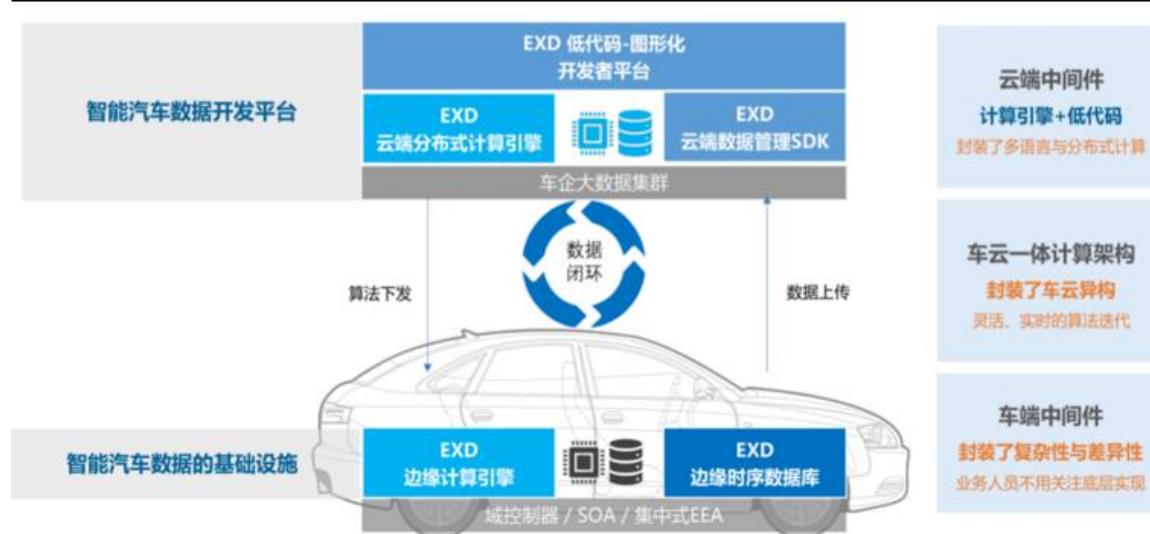 智能汽车数据开发平台
EXD 低代码-图形化
开发者平台
EXD
云端分布式计算引擎
EXD
云端数据管理SDK
车企大数据集群
云端中间件
计算引擎+低代码
封装了多语言与分布式计算
数据
闭环
算法下发
数据上传
车云一体计算架构
封装了车云异构
灵活、实时的算法迭代
智能汽车数据的基础设施
EXD
边缘计算引擎
EXD
边缘时序数据库
域控制器 / SOA / 集中式EEA
车端中间件
封装了复杂性与差异性
业务人员不用关注底层实现